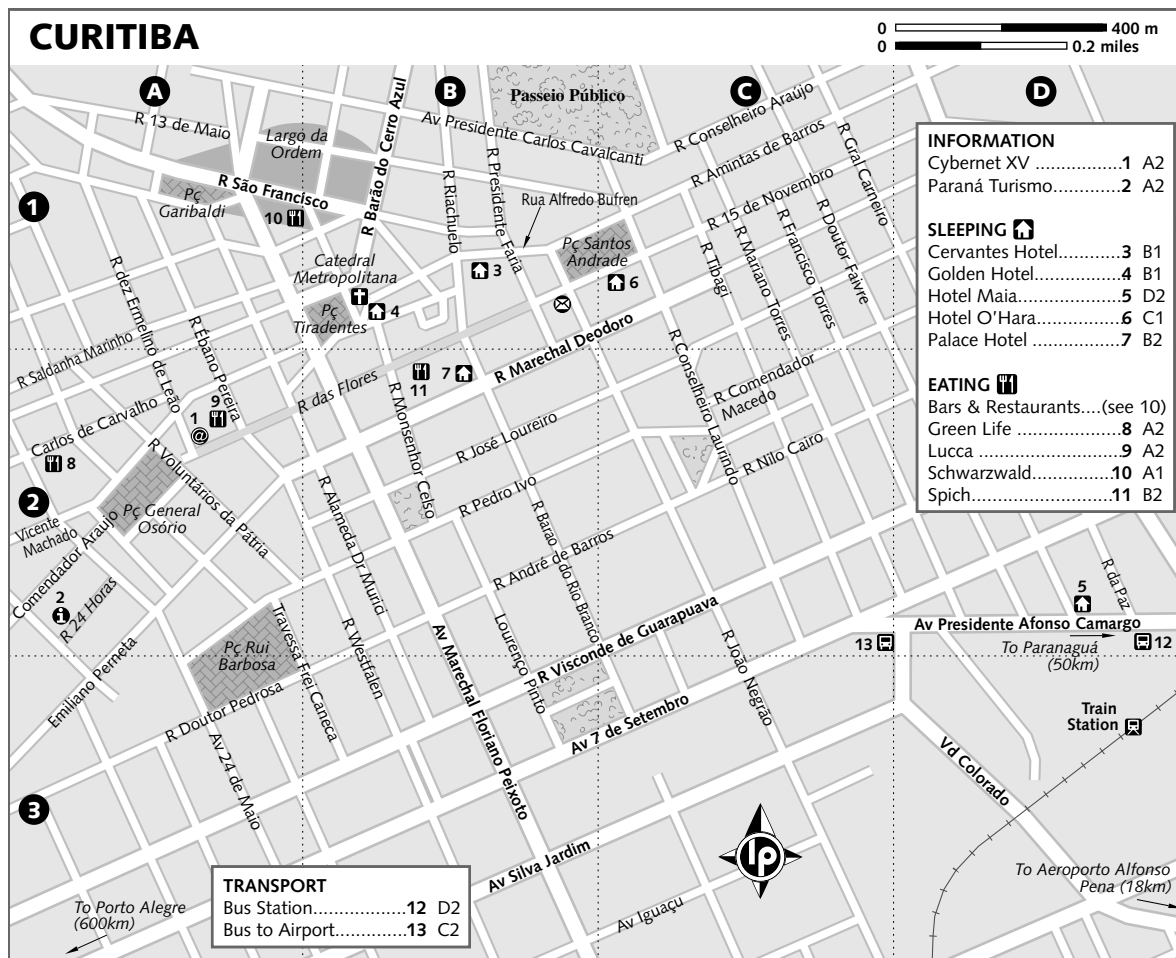 CURITIBA
0 400 m
0 0.2 miles
A
B
C
D
1
2
3
INFORMATION
Cybernet XV ......................1 A2
Paraná Turismo..............2 A2
SLEEPING
Cervantes Hotel................3 B1
Golden Hotel......................4 B1
Hotel Maia..........................5 D2
Hotel O'Hara......................6 C1
Palace Hotel ......................7 B2
EATING
Bars & Restaurants....(see 10)
Green Life ..........................8 A2
Lucca ..................................9 A2
Schwarzwald..................10 A1
Spich................................11 B2
TRANSPORT
Bus Station..................12 D2
Bus to Airport..............13 C2
Passeio Público
R 13 de Maio
Largo da
Ordem
R Barão do Cerro Azul
Av Presidente Carlos Cavalcanti
R Conselheiro Araújo
R Amintas de Barros
R Gral Carneiro
R São Francisco
Pç
Garibaldi
10
R Riachuelo
R Presidente Faria
Rua Alfredo Bufren
R 15 de Novembro
R Doutor Faivre
R Francisco Torres
R Mariano Torres
R Tibagi
Pç Santos
Andrade
6
3
Catedral
Metropolitana
4
Pç
Tiradentes
R dez Ermelino de Leão
R Ébano Pereira
R Saldanha Marinho
R Marechal Deodoro
R das Flores
11
7
R Monsenhor Celso
R Conselheiro Laurindo
R Comendador
Macedo
Carlos de Carvalho
9
1
@
8
R José Loureiro
R Nilo Cairo
R Voluntários da Pátria
Pç General
Osório
Vicente
Machado
Comendador Araujo
R Pedro Ivo
R Alameda Dr Murici
R Barao do Rio Branco
R André de Barros
2
i
R 24 Horas
Emiliano Perneta
Travessa Frei Caneca
R Westfalen
Pç Rui
Barbosa
R Doutor Pedrosa
Av 24 de Maio
Av Marechal Floriano Peixoto
Lourenço Pinto
R Visconde de Guarapuava
R João Negrão
Av 7 de Setembro
5
R da Paz
Av Presidente Afonso Camargo
13
12
To Paranaguá
(50km)
Train
Station
Vd Colorado
Av Silva Jardim
Av Iguaçu
lp
To Aeroporto Alfonso
Pena (18km)
To Porto Alegre
(600km)